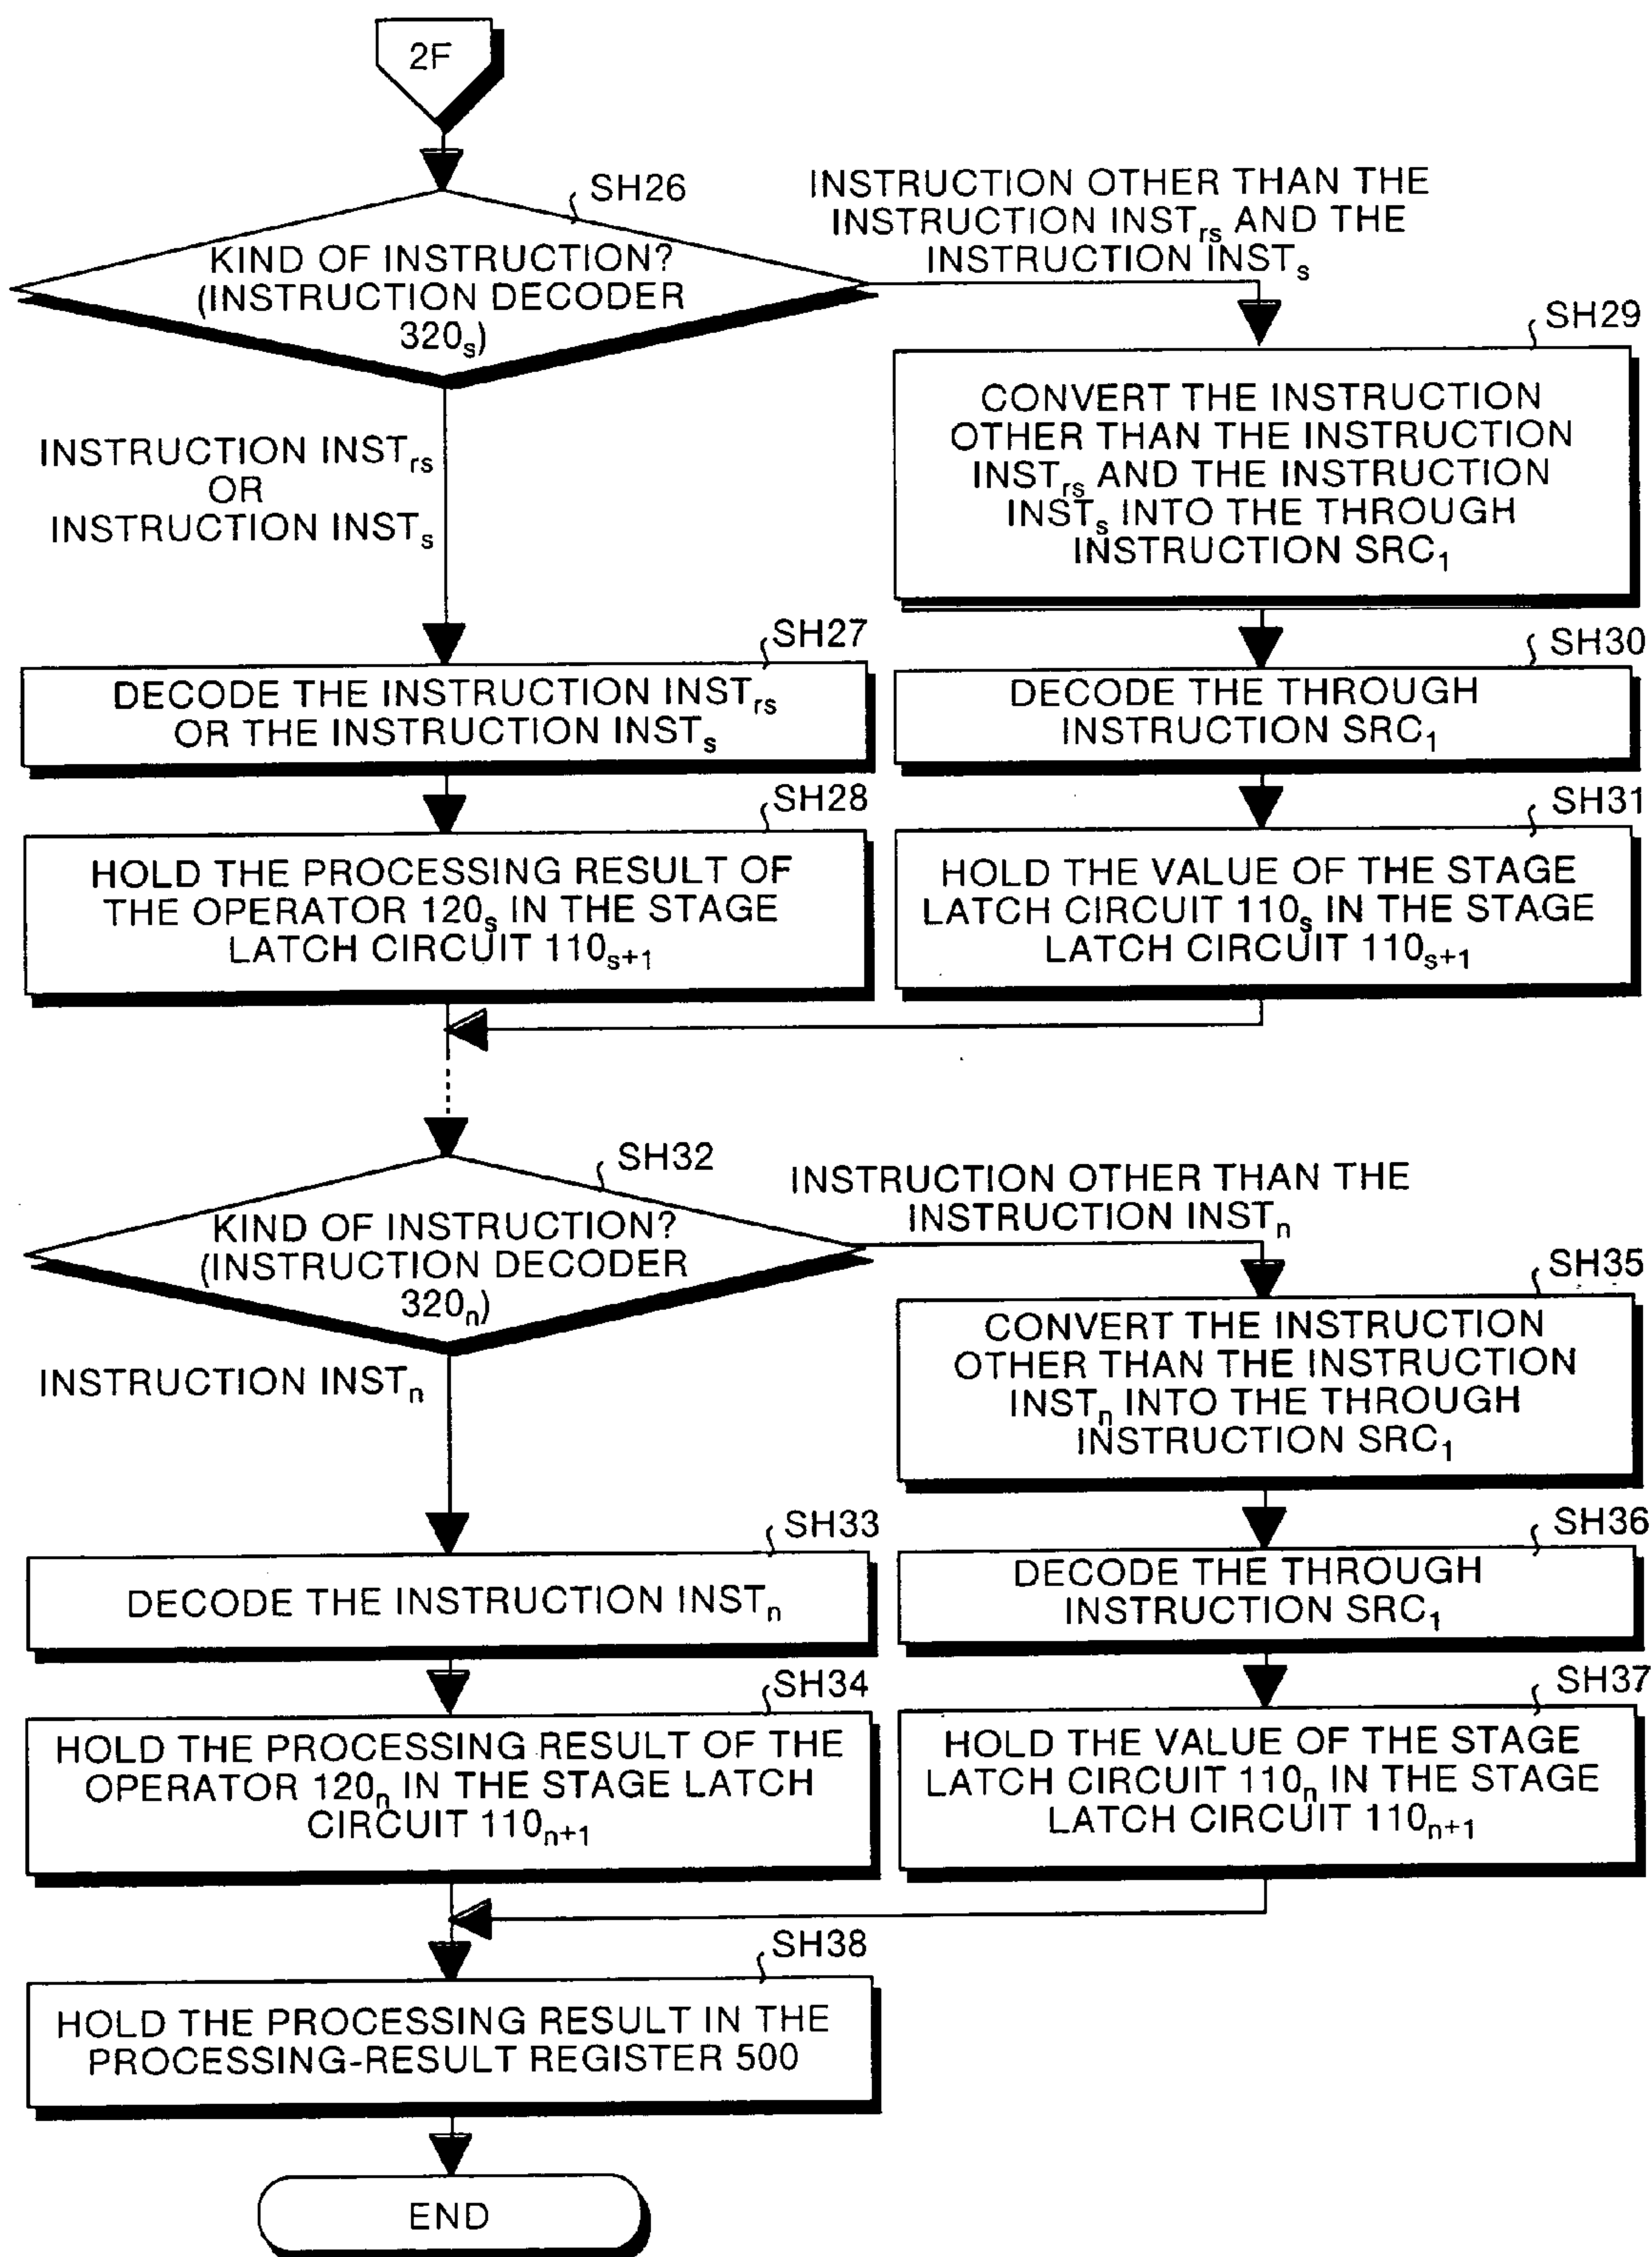 2F
SH26
KIND OF INSTRUCTION?
(INSTRUCTION DECODER
320s)
INSTRUCTION OTHER THAN THE
INSTRUCTION INSTrs AND THE
INSTRUCTION INSTs
INSTRUCTION INSTrs
OR
INSTRUCTION INSTs
SH29
CONVERT THE INSTRUCTION
OTHER THAN THE INSTRUCTION
INSTrs AND THE INSTRUCTION
INSTs INTO THE THROUGH
INSTRUCTION SRC1
SH27
DECODE THE INSTRUCTION INSTrs
OR THE INSTRUCTION INSTs
SH30
DECODE THE THROUGH
INSTRUCTION SRC1
SH28
HOLD THE PROCESSING RESULT OF
THE OPERATOR 120s IN THE STAGE
LATCH CIRCUIT 110s+1
SH31
HOLD THE VALUE OF THE STAGE
LATCH CIRCUIT 110s IN THE STAGE
LATCH CIRCUIT 110s+1
SH32
KIND OF INSTRUCTION?
(INSTRUCTION DECODER
320n)
INSTRUCTION OTHER THAN THE
INSTRUCTION INSTn
INSTRUCTION INSTn
SH35
CONVERT THE INSTRUCTION
OTHER THAN THE INSTRUCTION
INSTn INTO THE THROUGH
INSTRUCTION SRC1
SH33
DECODE THE INSTRUCTION INSTn
SH36
DECODE THE THROUGH
INSTRUCTION SRC1
SH34
HOLD THE PROCESSING RESULT OF THE
OPERATOR 120n IN THE STAGE LATCH
CIRCUIT 110n+1
SH37
HOLD THE VALUE OF THE STAGE
LATCH CIRCUIT 110n IN THE STAGE
LATCH CIRCUIT 110n+1
SH38
HOLD THE PROCESSING RESULT IN THE
PROCESSING-RESULT REGISTER 500
END